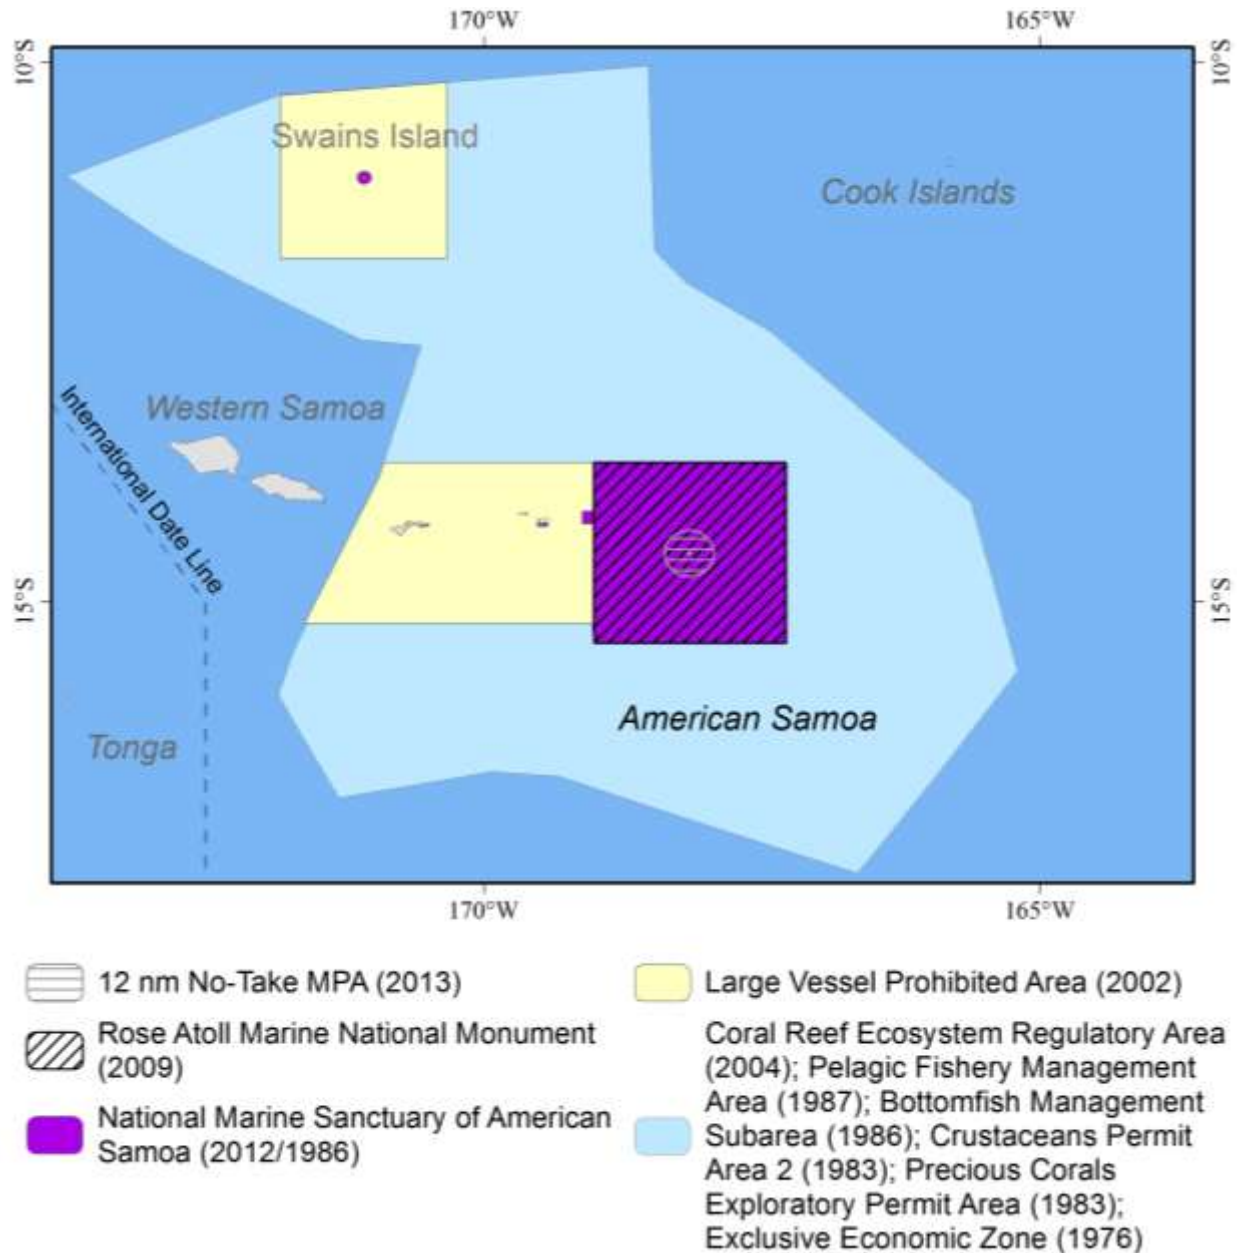 170°W
165°W
10°S
10°S
Swains Island
Cook Islands
Western Samoa
International Date Line
15°S
15°S
American Samoa
Tonga
170°W
165°W
12 nm No-Take MPA (2013)
Rose Atoll Marine National Monument
(2009)
National Marine Sanctuary of American
Samoa (2012/1986)
Large Vessel Prohibited Area (2002)
Coral Reef Ecosystem Regulatory Area
(2004); Pelagic Fishery Management
Area (1987); Bottomfish Management
Subarea (1986); Crustaceans Permit
Area 2 (1983); Precious Corals
Exploratory Permit Area (1983);
Exclusive Economic Zone (1976)